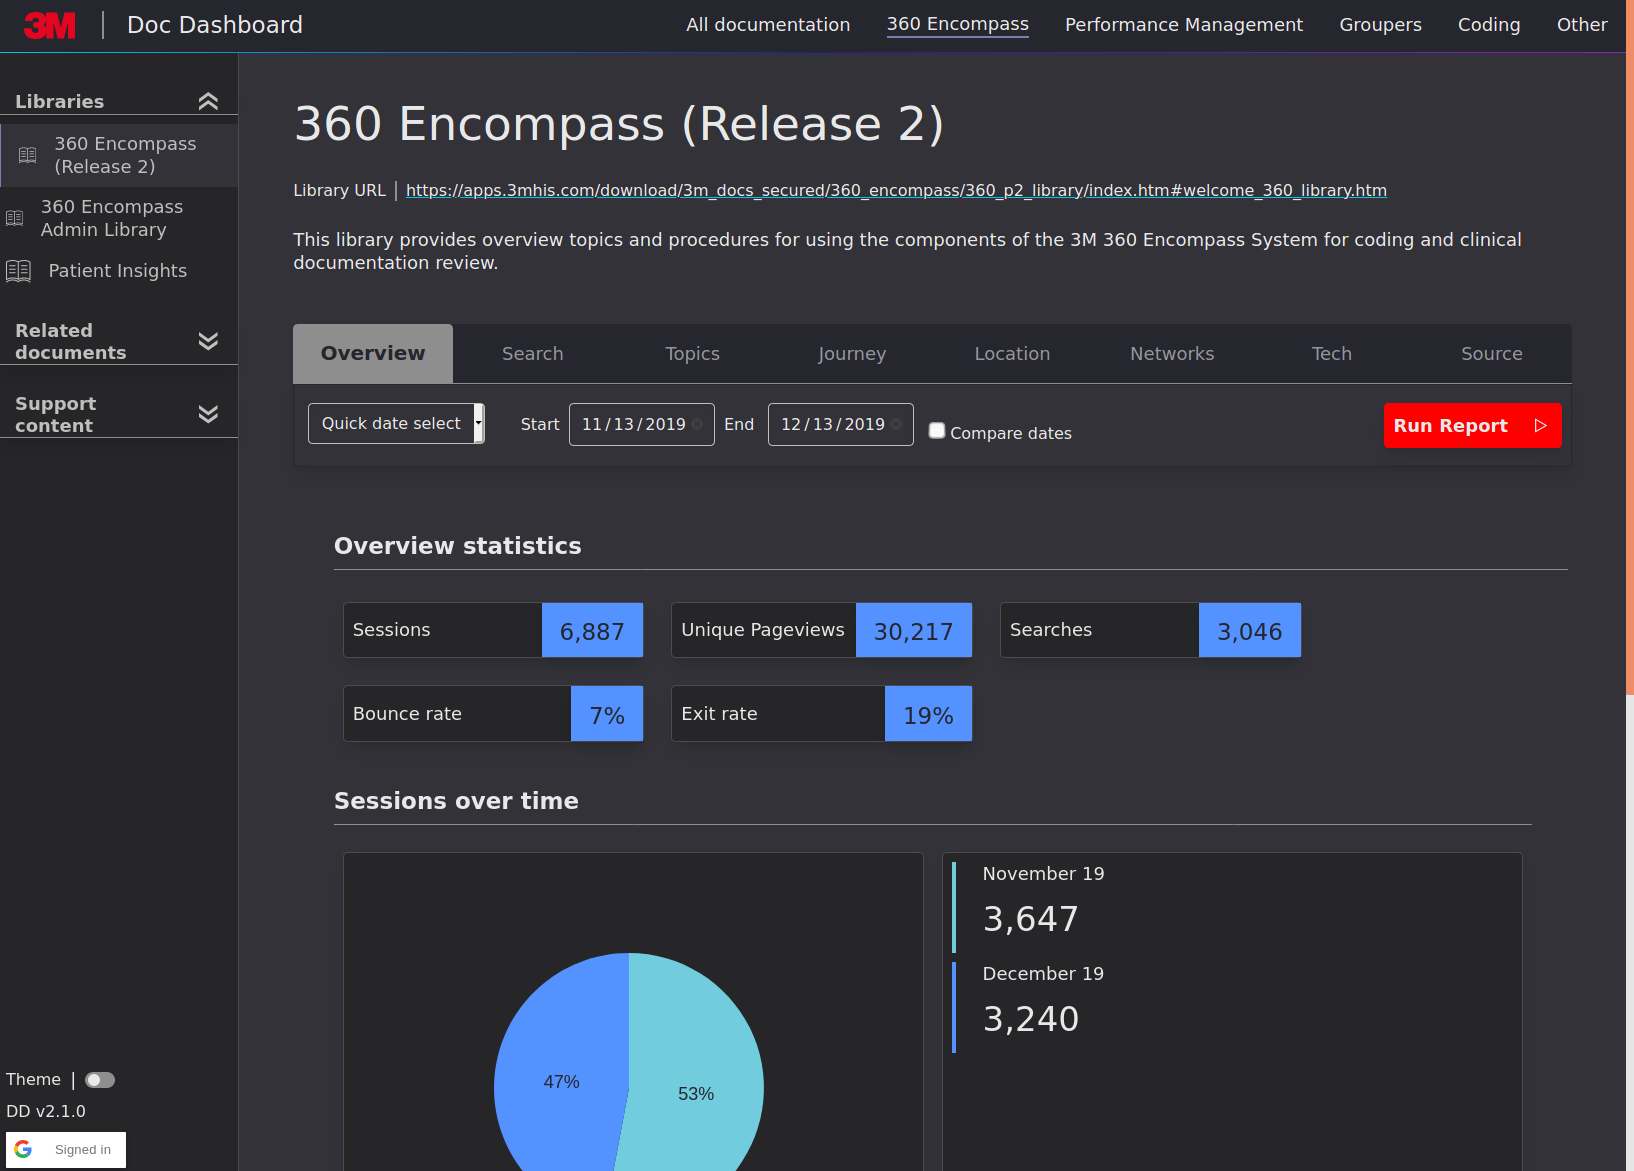 3M
Doc Dashboard
All documentation
360 Encompass
Performance Management
Groupers
Coding
Other
Libraries
360 Encompass
(Release 2)
360 Encompass
Admin Library
Patient Insights
Related
documents
Support
content
Theme |
DD v2.1.0
Signed in
360 Encompass (Release 2)
Library URL | https://apps.3mhis.com/download/3m_docs_secured/360_encompass/360_p2_library/index.htm#welcome_360_library.htm
This library provides overview topics and procedures for using the components of the 3M 360 Encompass System for coding and clinical
documentation review.
Overview
Search
Topics
Journey
Location
Networks
Tech
Source
Quick date select
Start
11/13/2019
End
12/13/2019
Compare dates
Run Report
Overview statistics
Sessions
6,887
Unique Pageviews
30,217
Searches
3,046
Bounce rate
7%
Exit rate
19%
Sessions over time
47%
53%
November 19
3,647
December 19
3,240